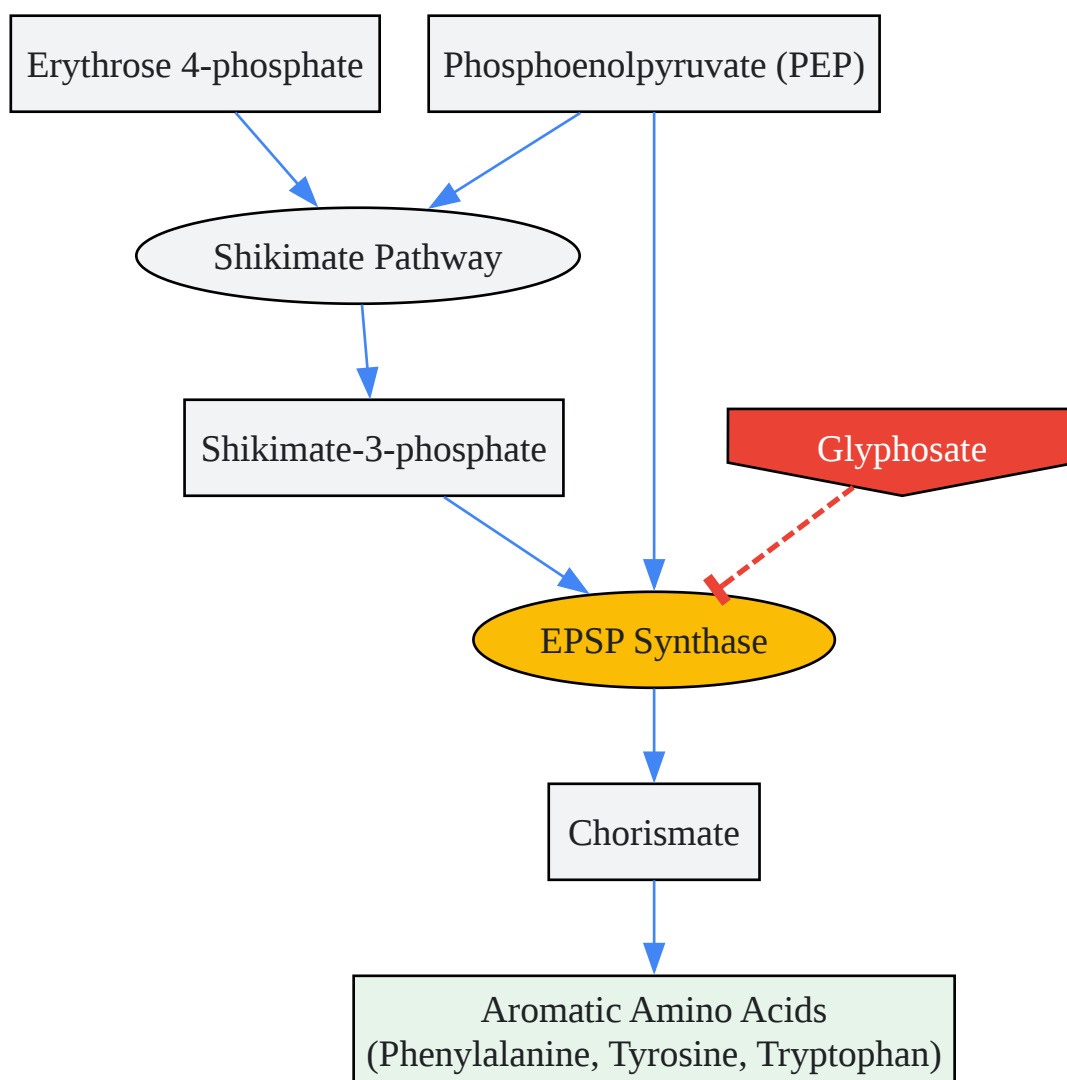 Erythrose 4-phosphate
Phosphoenolpyruvate (PEP)
Shikimate Pathway
Shikimate-3-phosphate
Glyphosate
EPSP Synthase
Chorismate
Aromatic Amino Acids
(Phenylalanine, Tyrosine, Tryptophan)